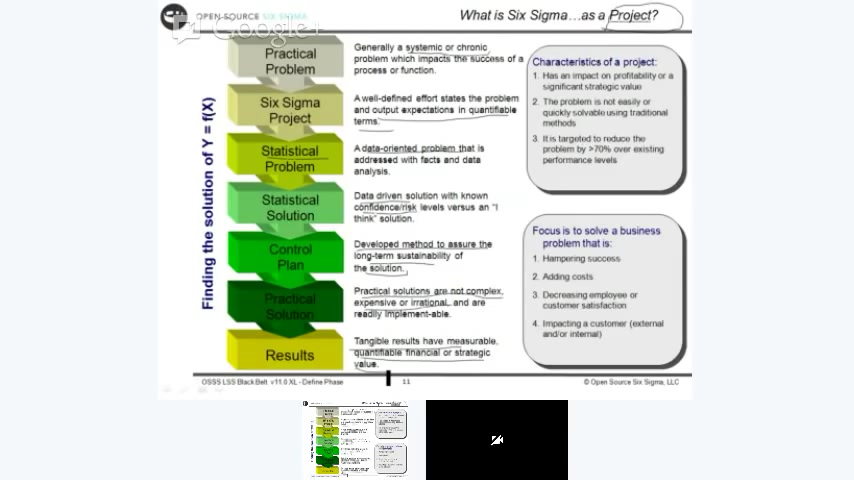 OPEN·SOURCE SIX SIGMA
Google+
What is Six Sigma…as a Project?
Finding the solution of Y = f(X)
Practical
Problem
Generally a systemic or chronic
problem which impacts the success of a
process or function.
Six Sigma
Project
A well-defined effort states the problem
and output expectations in quantifiable
terms.
Statistical
Problem
A data-oriented problem that is
addressed with facts and data
analysis.
Statistical
Solution
Data driven solution with known
confidence/risk levels versus an "I
think" solution.
Control
Plan
Developed method to assure the
long-term sustainability of
the solution.
Practical
Solution
Practical solutions are not complex,
expensive or irrational, and are
readily implement-able.
Results
Tangible results have measurable,
quantifiable financial or strategic
value.
Characteristics of a project:
1. Has an impact on profitability or a
significant strategic value
2. The problem is not easily or
quickly solvable using traditional
methods
3. It is targeted to reduce the
problem by >70% over existing
performance levels
Focus is to solve a business
problem that is:
1. Hampering success
2. Adding costs
3. Decreasing employee or
customer satisfaction
4. Impacting a customer (external
and/or internal)
OSSS LSS Black Belt v11.0 XL - Define Phase
11
© Open Source Six Sigma, LLC